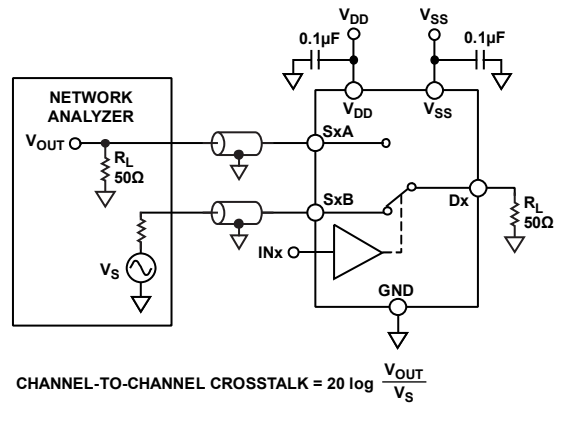 VDD
VSS
0.1µF
0.1µF
NETWORK
ANALYZER
VDD
VSS
VOUT
SxA
RL
50Ω
SxB
Dx
RL
50Ω
INx
VS
GND
CHANNEL-TO-CHANNEL CROSSTALK = 20 log VOUT
VS